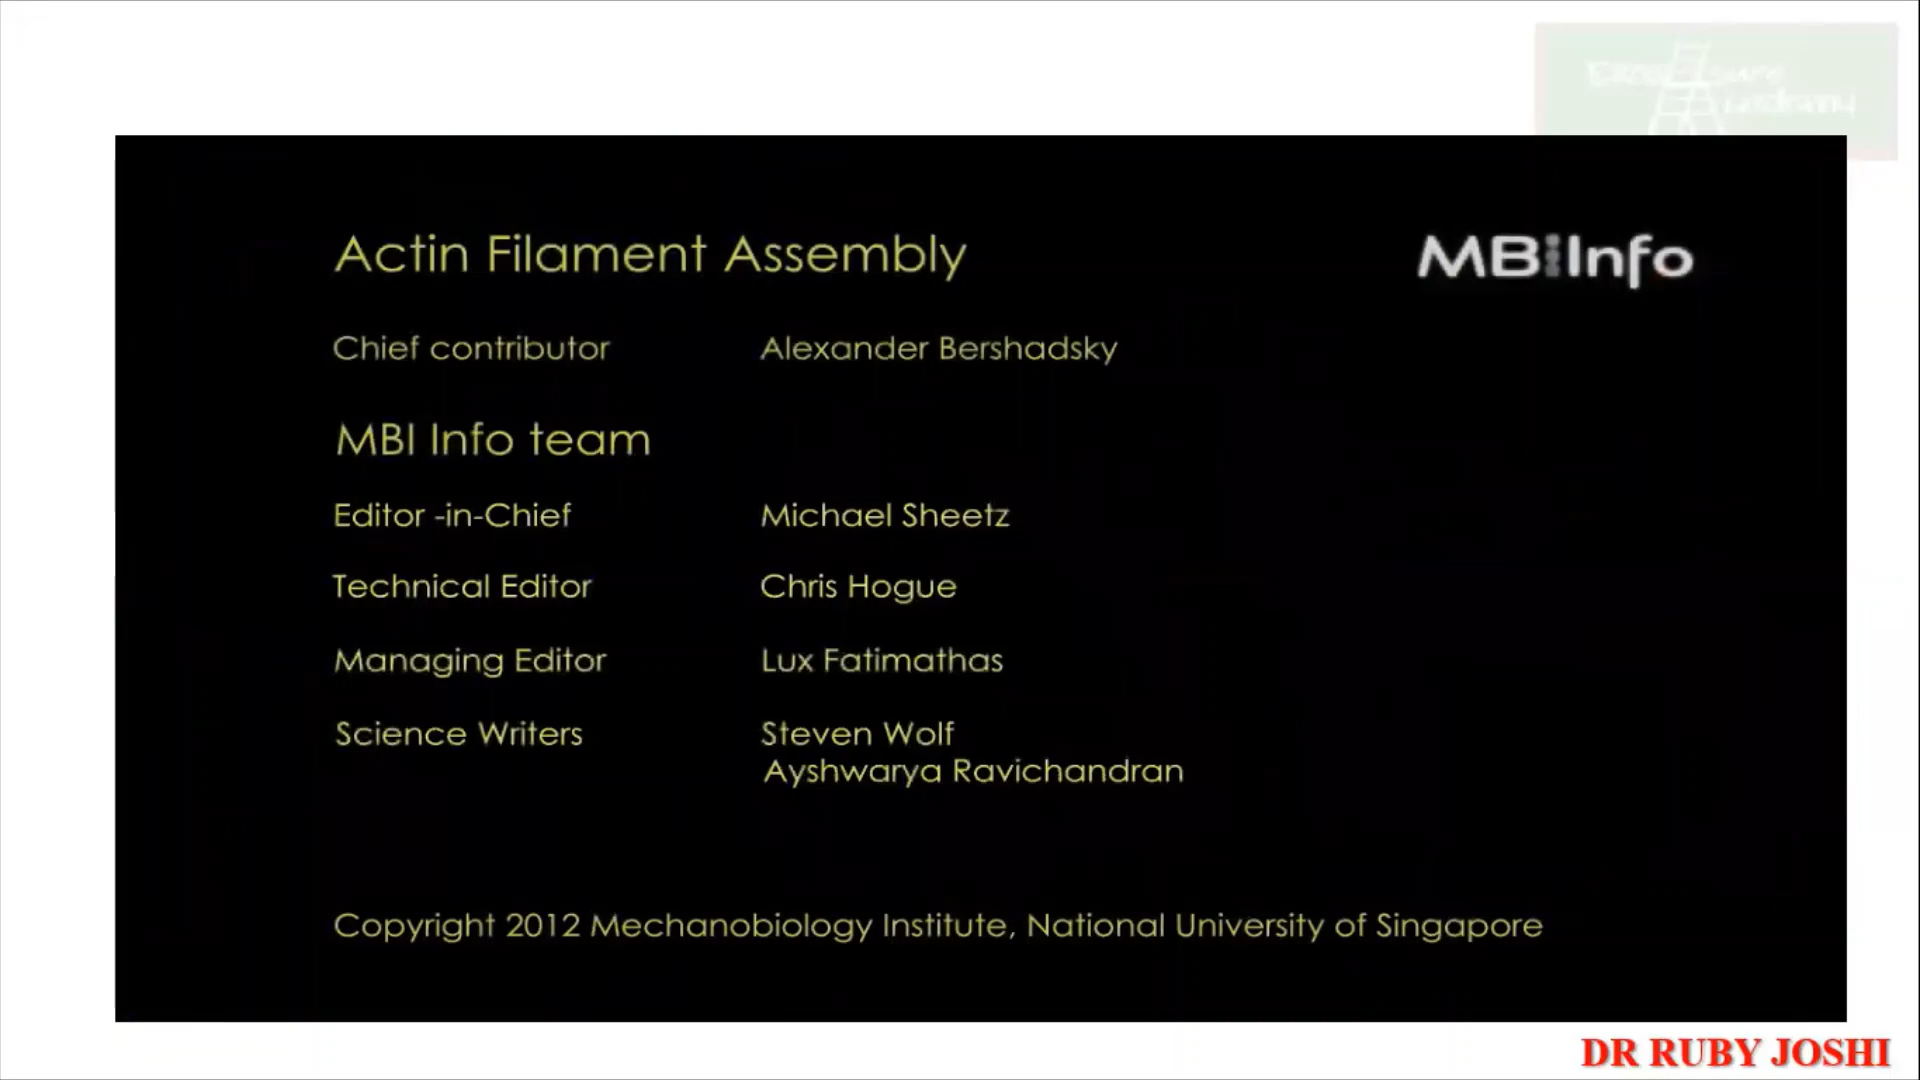 Actin Filament Assembly
MBInfo
Chief contributor Alexander Bershadsky
MBI Info team
Editor -in-Chief Michael Sheetz
Technical Editor Chris Hogue
Managing Editor Lux Fatimathas
Science Writers Steven Wolf
Ayshwarya Ravichandran
Copyright 2012 Mechanobiology Institute, National University of Singapore
DR RUBY JOSHI